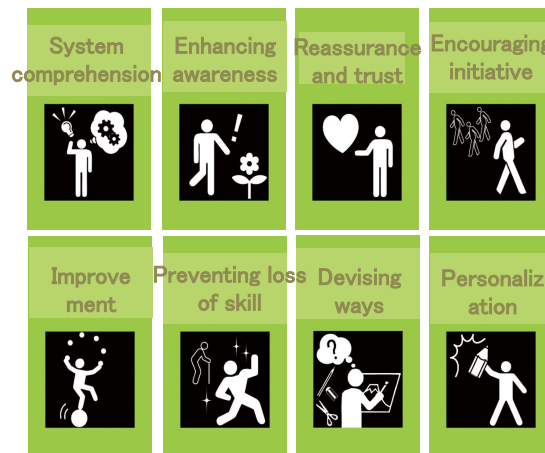 System
comprehension
Enhancing
awareness
Reassurance
and trust
Encouraging
initiative
Improve
ment
Preventing loss
of skill
Devising
ways
Personaliz
ation
!
?